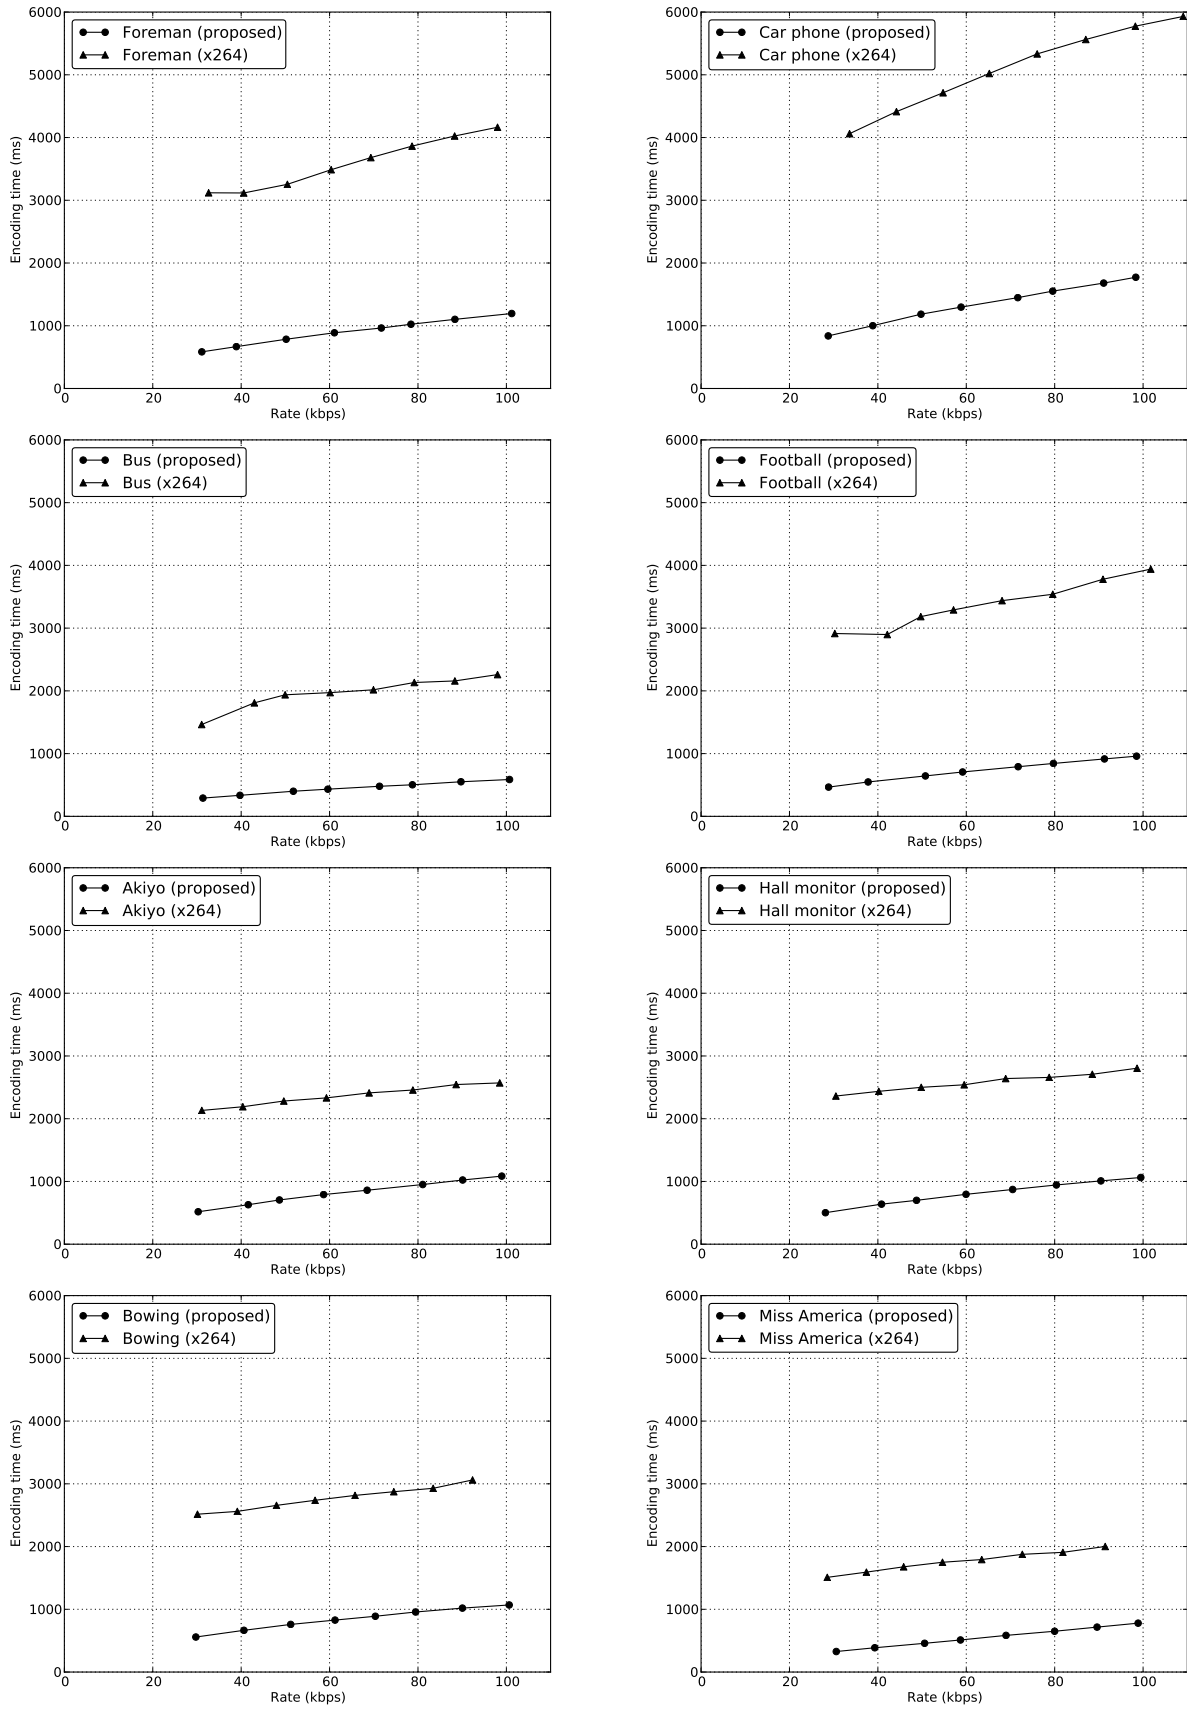 6000
5000
4000
3000
2000
1000
0
Encoding time (ms)
Foreman (proposed)
Foreman (x264)
0 20 40 60 80 100
Rate (kbps)
6000
5000
4000
3000
2000
1000
0
Encoding time (ms)
Car phone (proposed)
Car phone (x264)
0 20 40 60 80 100
Rate (kbps)
6000
5000
4000
3000
2000
1000
0
Encoding time (ms)
Bus (proposed)
Bus (x264)
0 20 40 60 80 100
Rate (kbps)
6000
5000
4000
3000
2000
1000
0
Encoding time (ms)
Football (proposed)
Football (x264)
0 20 40 60 80 100
Rate (kbps)
6000
5000
4000
3000
2000
1000
0
Encoding time (ms)
Akiyo (proposed)
Akiyo (x264)
0 20 40 60 80 100
Rate (kbps)
6000
5000
4000
3000
2000
1000
0
Encoding time (ms)
Hall monitor (proposed)
Hall monitor (x264)
0 20 40 60 80 100
Rate (kbps)
6000
5000
4000
3000
2000
1000
0
Encoding time (ms)
Bowing (proposed)
Bowing (x264)
0 20 40 60 80 100
Rate (kbps)
6000
5000
4000
3000
2000
1000
0
Encoding time (ms)
Miss America (proposed)
Miss America (x264)
0 20 40 60 80 100
Rate (kbps)